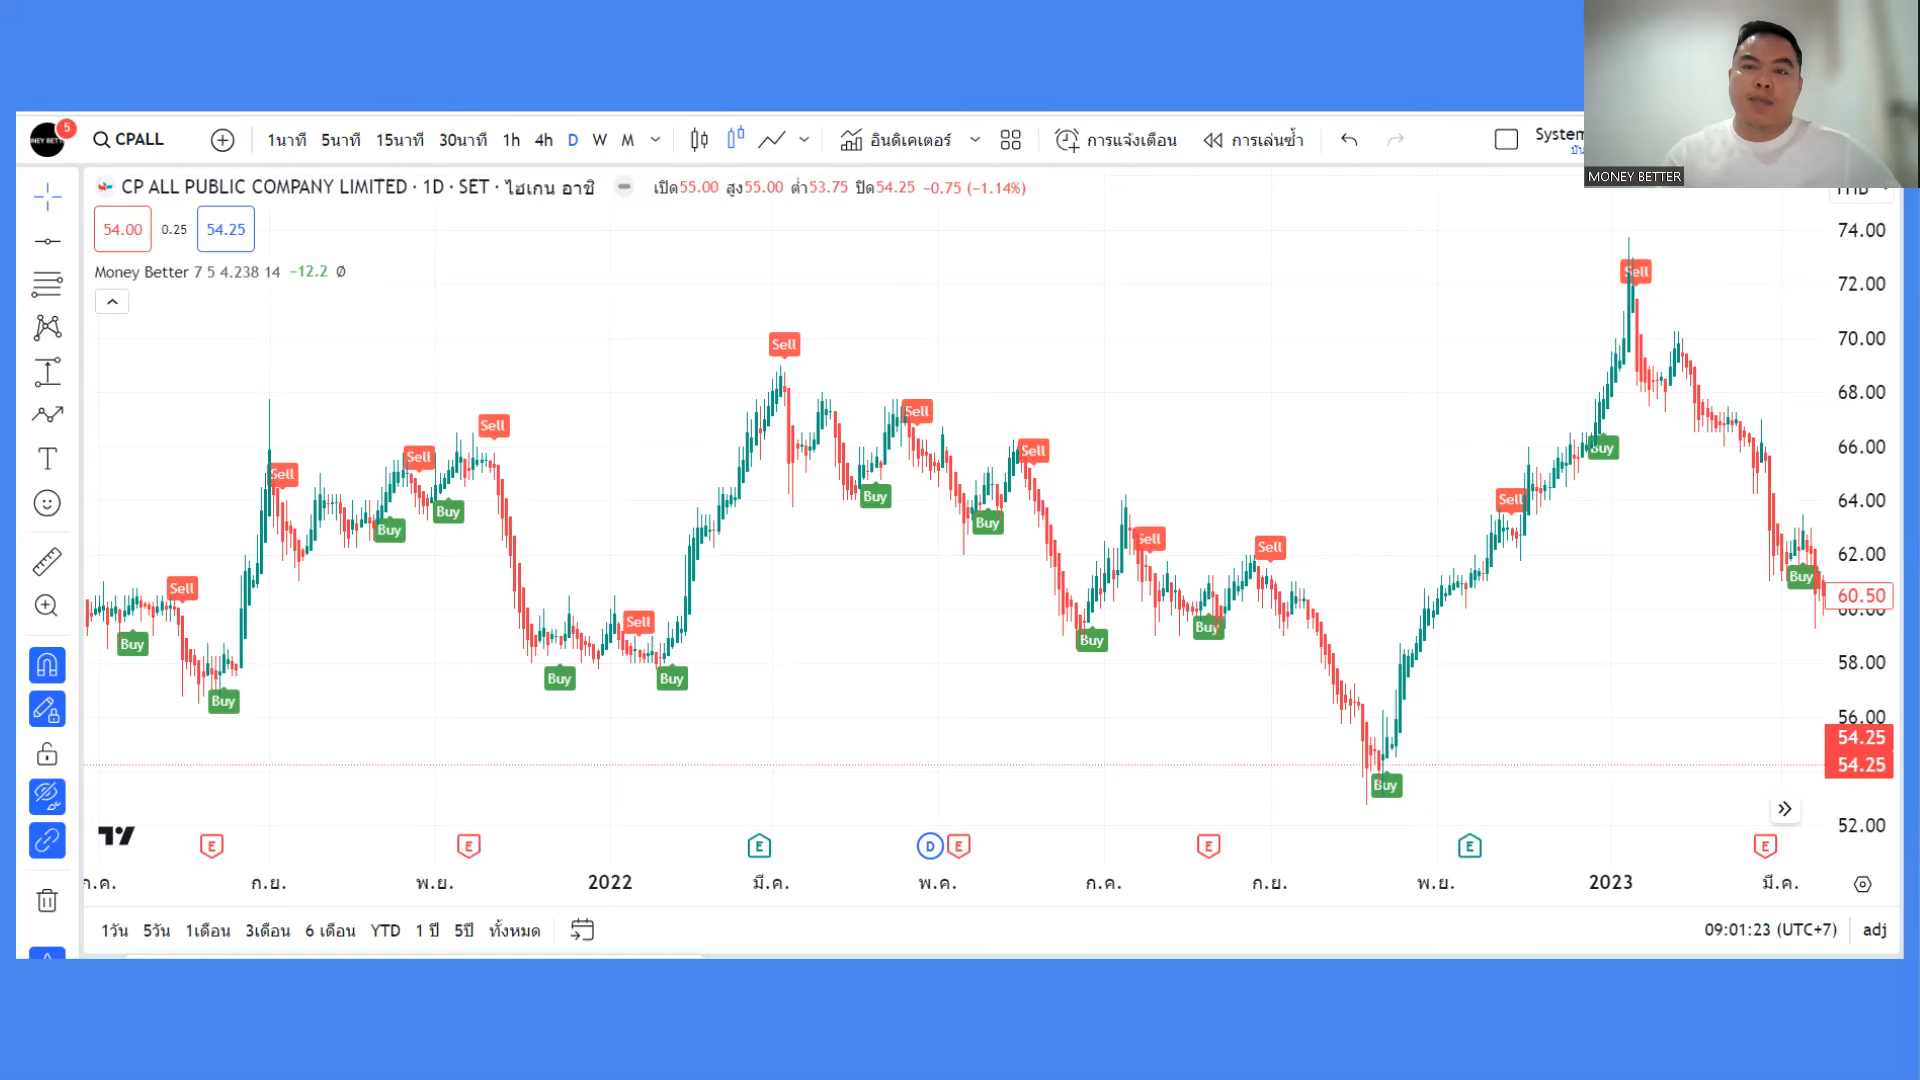 MONEY BETTER
5
CPALL
1นาที 5นาที 15นาที 30นาที 1h 4h D W M
อินดิเคเตอร์
การแจ้งเตือน
การเล่นซ้ำ
System
CP ALL PUBLIC COMPANY LIMITED · 1D · SET · ไฮเกน อาชิ
เปิด55.00 สูง55.00 ต่ำ53.75 ปิด54.25 −0.75 (−1.14%)
54.00 0.25 54.25
Money Better 7 5 4.238 14 −12.2 Ø
74.00
72.00
70.00
68.00
66.00
64.00
62.00
60.50
60.00
58.00
56.00
54.25
54.25
52.00
Buy
Sell
Buy
Sell
Buy
Sell
Buy
Sell
Buy
Sell
Buy
Sell
Buy
Sell
Buy
Sell
Buy
Sell
Buy
Sell
Buy
Sell
Buy
Sell
Buy
E E E D E E E E
ก.ค. ก.ย. พ.ย. 2022 มี.ค. พ.ค. ก.ค. ก.ย. พ.ย. 2023 มี.ค.
1วัน 5วัน 1เดือน 3เดือน 6 เดือน YTD 1 ปี 5ปี ทั้งหมด
09:01:23 (UTC+7) adj